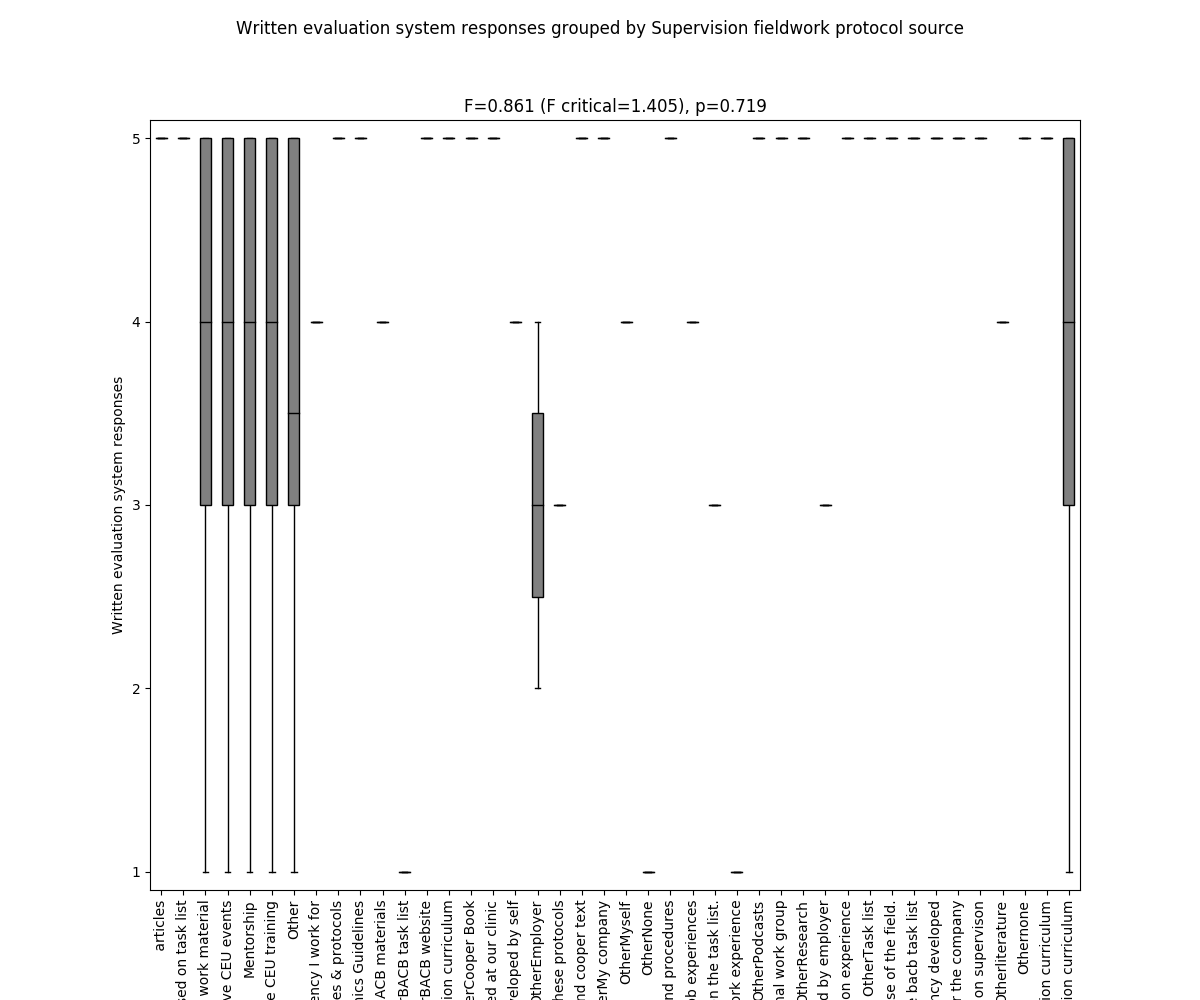 Written evaluation system responses grouped by Supervision fieldwork protocol source
F=0.861 (F critical=1.405), p=0.719
Written evaluation system responses
5
4
3
2
1
articles
sed on task list
work material
ve CEU events
Mentorship
e CEU training
Other
ency I work for
es & protocols
ics Guidelines
ACB materials
rBACB task list
rBACB website
ion curriculum
erCooper Book
ed at our clinic
veloped by self
OtherEmployer
hese protocols
nd cooper text
erMy company
OtherMyself
OtherNone
nd procedures
ob experiences
n the task list.
ork experience
OtherPodcasts
nal work group
OtherResearch
d by employer
on experience
OtherTask list
se of the field.
e bacb task list
ncy developed
r the company
on supervison
Otherliterature
Othernone
ion curriculum
ion curriculum